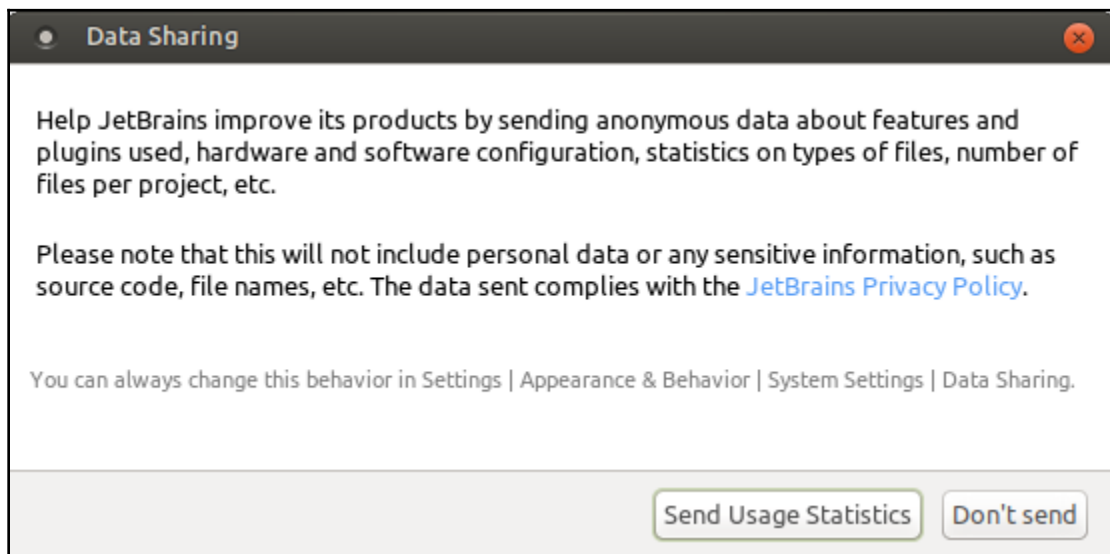 Data Sharing
Help JetBrains improve its products by sending anonymous data about features and
plugins used, hardware and software configuration, statistics on types of files, number of
files per project, etc.
Please note that this will not include personal data or any sensitive information, such as
source code, file names, etc. The data sent complies with the JetBrains Privacy Policy.
You can always change this behavior in Settings | Appearance & Behavior | System Settings | Data Sharing.
Send Usage Statistics Don't send